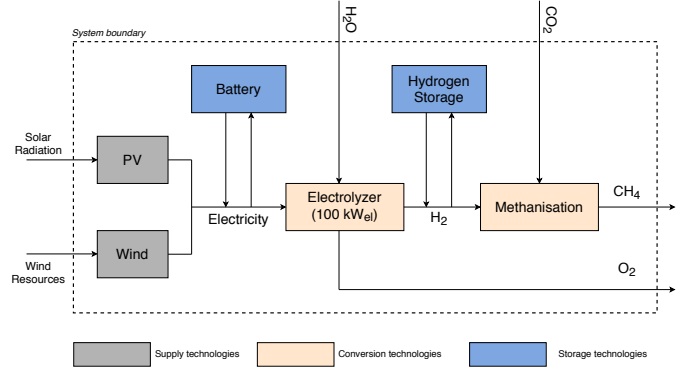 H₂O
CO₂
System boundary
Battery
Hydrogen
Storage
Solar
Radiation
PV
Electrolyzer
(100 kWel)
Methanisation
CH₄
Electricity
H₂
Wind
Wind
Resources
O₂
Supply technologies
Conversion technologies
Storage technologies